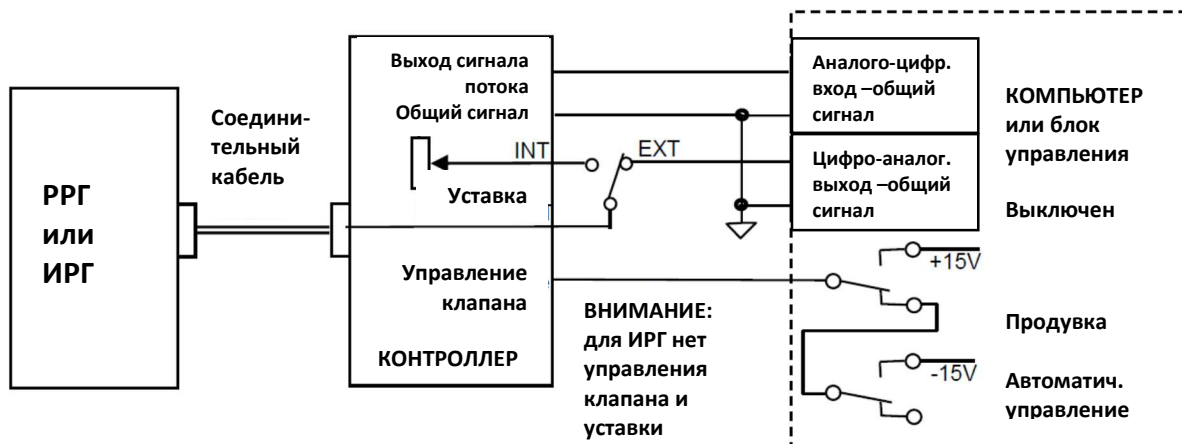 РРГ
или
ИРГ
Соедини-
тельный
кабель
Выход сигнала
потока
Общий сигнал
INT
EXT
Уставка
Управление
клапана
КОНТРОЛЛЕР
ВНИМАНИЕ:
для ИРГ нет
управления
клапана и
уставки
Аналого-цифр.
вход –общий
сигнал
Цифро-аналог.
выход –общий
сигнал
КОМПЬЮТЕР
или блок
управления
Выключен
+15V
Продувка
-15V
Автоматич.
управление